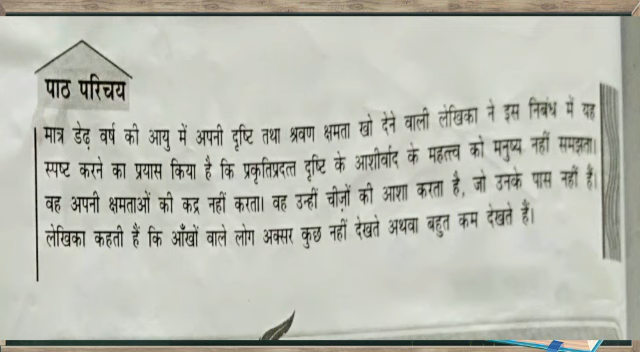 पाठ परिचय
मात्र डेढ़ वर्ष की आयु में अपनी दृष्टि तथा श्रवण क्षमता खो देने वाली लेखिका ने इस निबंध में यह
स्पष्ट करने का प्रयास किया है कि प्रकृतिप्रदत्त दृष्टि के आशीर्वाद के महत्त्व को मनुष्य नहीं समझता।
वह अपनी क्षमताओं की कद्र नहीं करता। वह उन्हीं चीज़ों की आशा करता है, जो उनके पास नहीं है।
लेखिका कहती हैं कि आँखों वाले लोग अक्सर कुछ नहीं देखते अथवा बहुत कम देखते हैं।